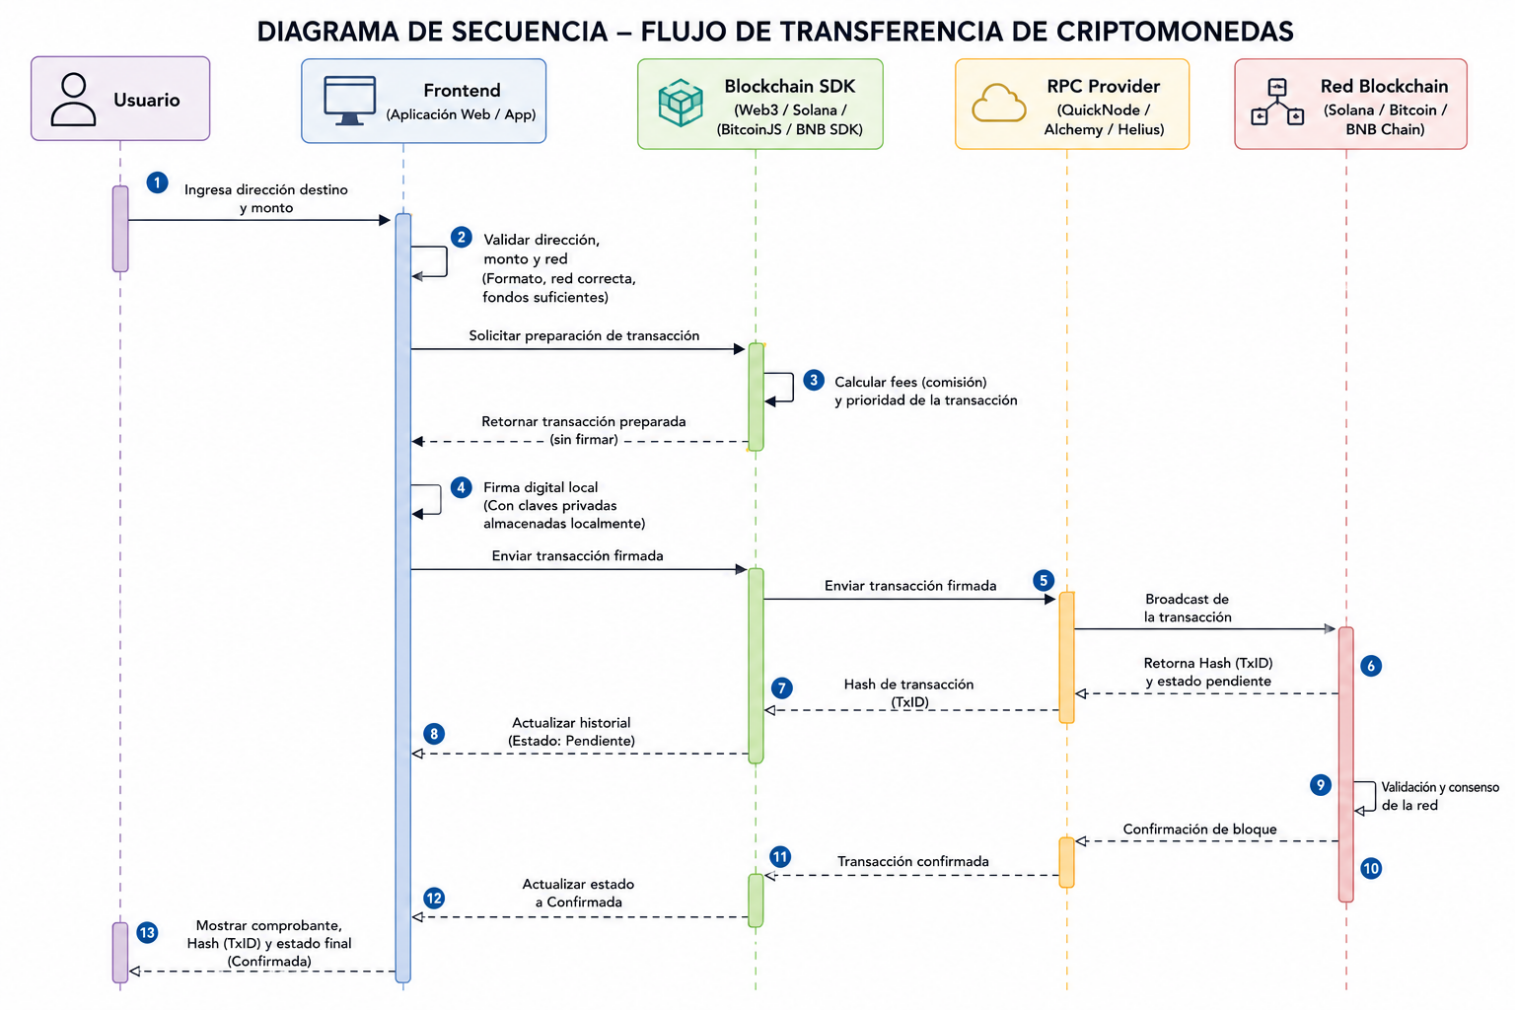 DIAGRAMA DE SECUENCIA – FLUJO DE TRANSFERENCIA DE CRIPTOMONEDAS
Usuario
Frontend
(Aplicación Web / App)
Blockchain SDK
(Web3 / Solana /
(BitcoinJS / BNB SDK)
RPC Provider
(QuickNode /
Alchemy / Helius)
Red Blockchain
(Solana / Bitcoin /
BNB Chain)
1
Ingresa dirección destino
y monto
2
Validar dirección,
monto y red
(Formato, red correcta,
fondos suficientes)
Solicitar preparación de transacción
3
Calcular fees (comisión)
y prioridad de la transacción
Retornar transacción preparada
(sin firmar)
4
Firma digital local
(Con claves privadas
almacenadas localmente)
Enviar transacción firmada
Enviar transacción firmada
5
Broadcast de
la transacción
6
Retorna Hash (TxID)
y estado pendiente
7
Hash de transacción
(TxID)
8
Actualizar historial
(Estado: Pendiente)
9
Validación y consenso
de la red
Confirmación de bloque
10
11
Transacción confirmada
12
Actualizar estado
a Confirmada
13
Mostrar comprobante,
Hash (TxID) y estado final
(Confirmada)